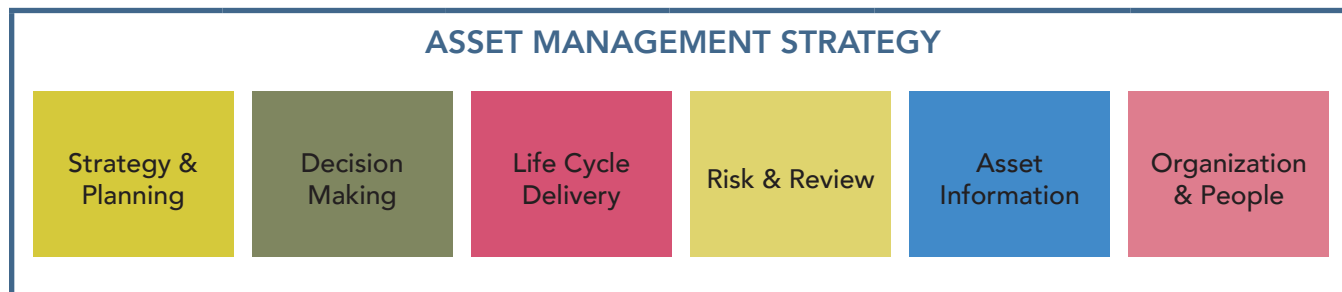 ASSET MANAGEMENT STRATEGY
Strategy &
Planning
Decision
Making
Life Cycle
Delivery
Risk & Review
Asset
Information
Organization
& People